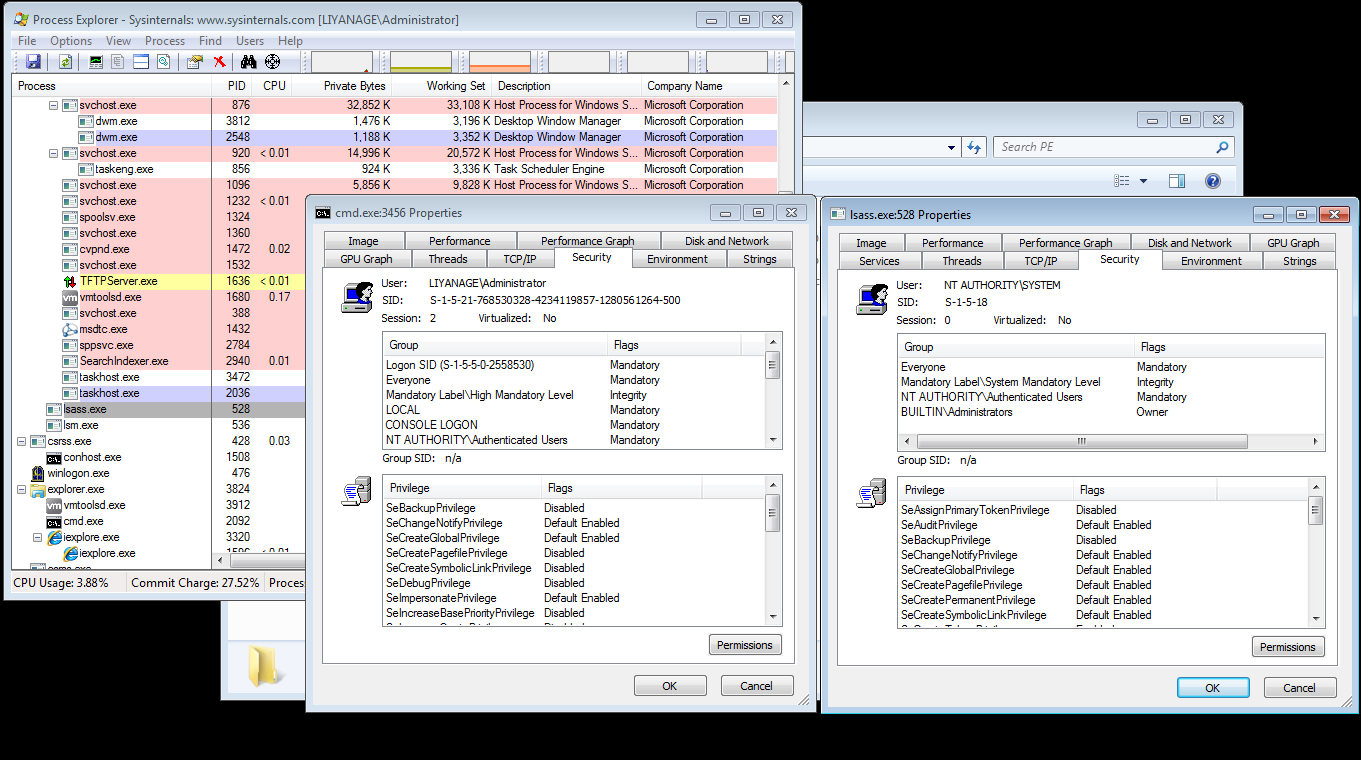 Process Explorer - Sysinternals: www.sysinternals.com [LIYANAGE\Administrator]
File Options View Process Find Users Help
Process PID CPU Private Bytes Working Set Description Company Name
svchost.exe 876 32,852 K 33,108 K Host Process for Windows S... Microsoft Corporation
dwm.exe 3812 1,476 K 3,196 K Desktop Window Manager Microsoft Corporation
dwm.exe 2548 1,188 K 3,352 K Desktop Window Manager Microsoft Corporation
svchost.exe 920 < 0.01 14,996 K 20,572 K Host Process for Windows S... Microsoft Corporation
taskeng.exe 856 924 K 3,336 K Task Scheduler Engine Microsoft Corporation
svchost.exe 1096 5,856 K 9,828 K Host Process for Windows S... Microsoft Corporation
svchost.exe 1232 < 0.01
spoolsv.exe 1324
svchost.exe 1360
cvpnd.exe 1472 0.02
svchost.exe 1532
TFTPServer.exe 1636 < 0.01
vmtoolsd.exe 1680 0.17
svchost.exe 388
msdtc.exe 1432
sppsvc.exe 2784
SearchIndexer.exe 2940 0.01
taskhost.exe 3472
taskhost.exe 2036
lsass.exe 528
lsm.exe 536
csrss.exe 428 0.03
conhost.exe 1508
winlogon.exe 476
explorer.exe 3824
vmtoolsd.exe 3912
cmd.exe 2092
iexplore.exe 3320
iexplore.exe 1596 < 0.01
CPU Usage: 3.88% Commit Charge: 27.52% Process
Search PE
cmd.exe:3456 Properties
Image Performance Performance Graph Disk and Network
GPU Graph Threads TCP/IP Security Environment Strings
User: LIYANAGE\Administrator
SID: S-1-5-21-768530328-4234119857-1280561264-500
Session: 2 Virtualized: No
Group Flags
Logon SID (S-1-5-5-0-2558530) Mandatory
Everyone Mandatory
Mandatory Label\High Mandatory Level Integrity
LOCAL Mandatory
CONSOLE LOGON Mandatory
NT AUTHORITY\Authenticated Users Mandatory
Group SID: n/a
Privilege Flags
SeBackupPrivilege Disabled
SeChangeNotifyPrivilege Default Enabled
SeCreateGlobalPrivilege Default Enabled
SeCreatePagefilePrivilege Disabled
SeCreateSymbolicLinkPrivilege Disabled
SeDebugPrivilege Disabled
SeImpersonatePrivilege Default Enabled
SeIncreaseBasePriorityPrivilege Disabled
Permissions
OK Cancel
lsass.exe:528 Properties
Image Performance Performance Graph Disk and Network GPU Graph
Services Threads TCP/IP Security Environment Strings
User: NT AUTHORITY\SYSTEM
SID: S-1-5-18
Session: 0 Virtualized: No
Group Flags
Everyone Mandatory
Mandatory Label\System Mandatory Level Integrity
NT AUTHORITY\Authenticated Users Mandatory
BUILTIN\Administrators Owner
Group SID: n/a
Privilege Flags
SeAssignPrimaryTokenPrivilege Disabled
SeAuditPrivilege Default Enabled
SeBackupPrivilege Disabled
SeChangeNotifyPrivilege Default Enabled
SeCreateGlobalPrivilege Default Enabled
SeCreatePagefilePrivilege Default Enabled
SeCreatePermanentPrivilege Default Enabled
SeCreateSymbolicLinkPrivilege Default Enabled
Permissions
OK Cancel